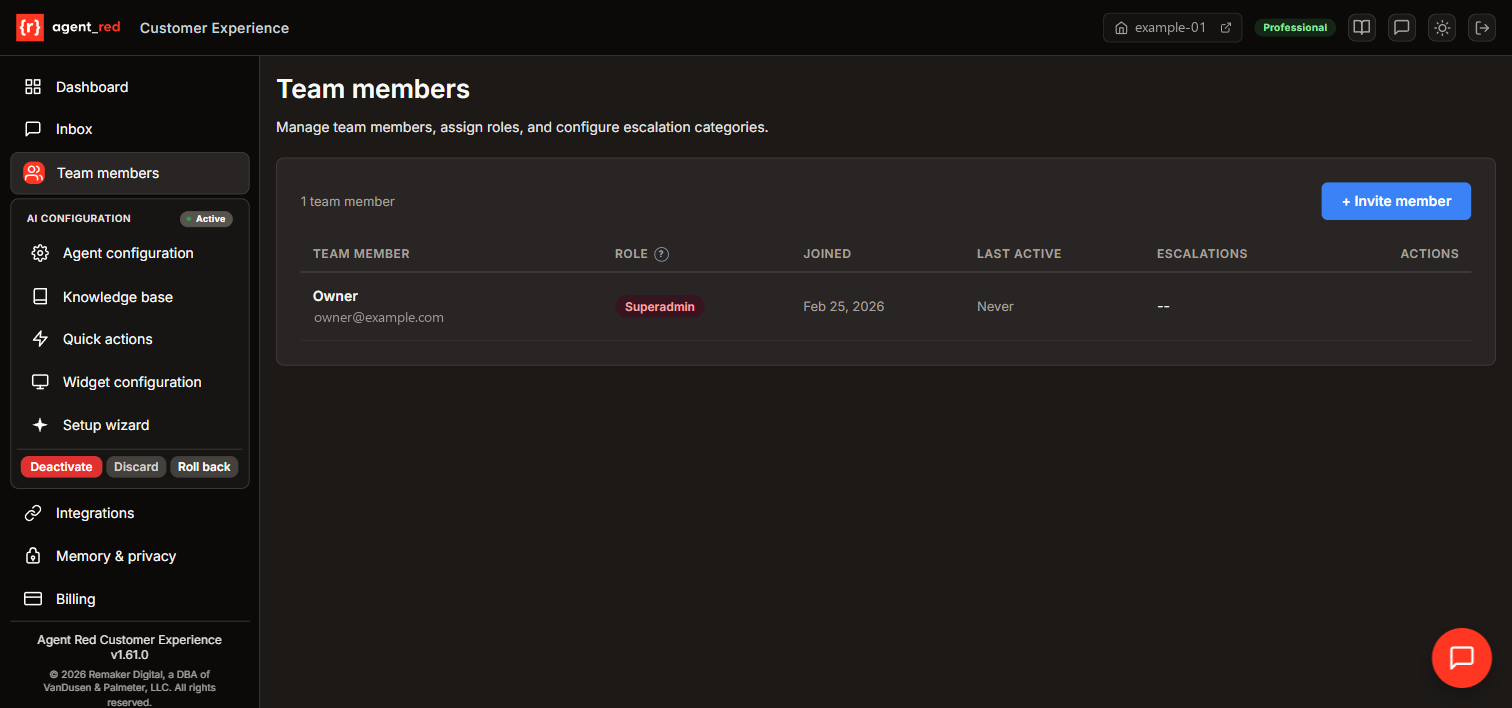 {r} agent_red Customer Experience
example-01
Professional
Dashboard
Inbox
Team members
AI CONFIGURATION
Active
Agent configuration
Knowledge base
Quick actions
Widget configuration
Setup wizard
Deactivate Discard Roll back
Integrations
Memory & privacy
Billing
Agent Red Customer Experience
v1.61.0
© 2026 Remaker Digital, a DBA of
VanDusen & Palmeter, LLC. All rights
reserved.
Team members
Manage team members, assign roles, and configure escalation categories.
1 team member
+ Invite member
TEAM MEMBER ROLE ? JOINED LAST ACTIVE ESCALATIONS ACTIONS
Owner
owner@example.com
Superadmin
Feb 25, 2026
Never
--